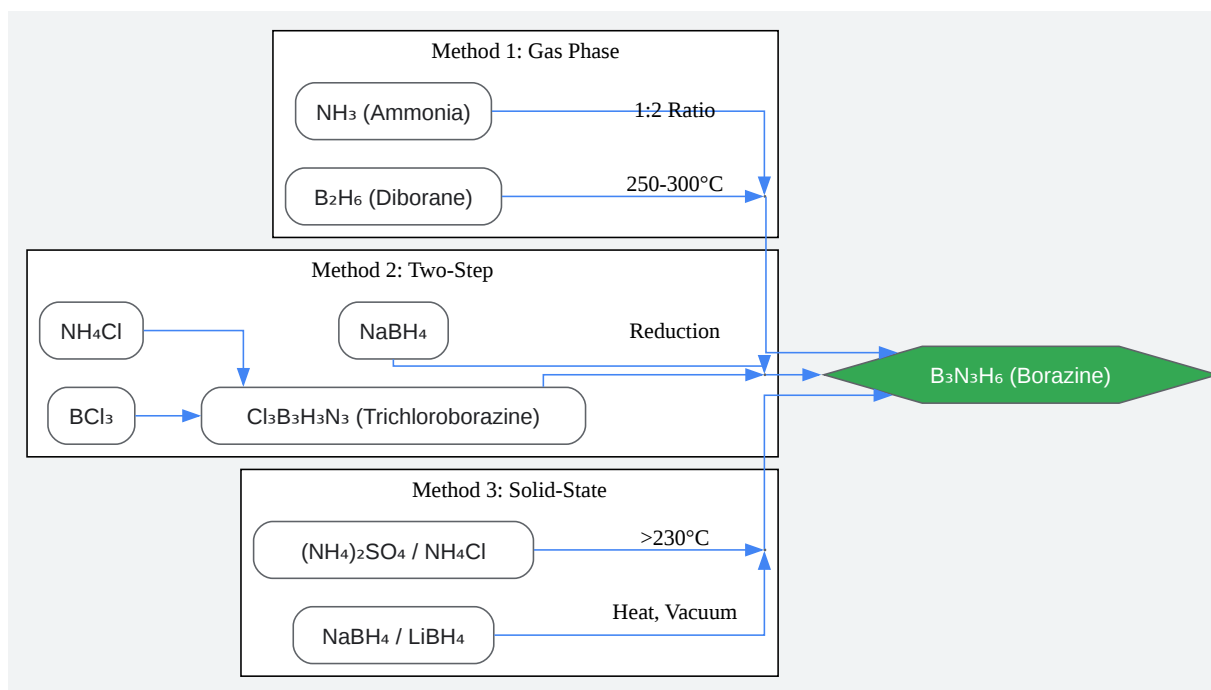 Method 1: Gas Phase
NH₃ (Ammonia)
1:2 Ratio
B₂H₆ (Diborane)
250-300°C
Method 2: Two-Step
NH₄Cl
NaBH₄
Reduction
BCl₃
Cl₃B₃H₃N₃ (Trichloroborazine)
B₃N₃H₆ (Borazine)
Method 3: Solid-State
(NH₄)₂SO₄ / NH₄Cl
>230°C
NaBH₄ / LiBH₄
Heat, Vacuum